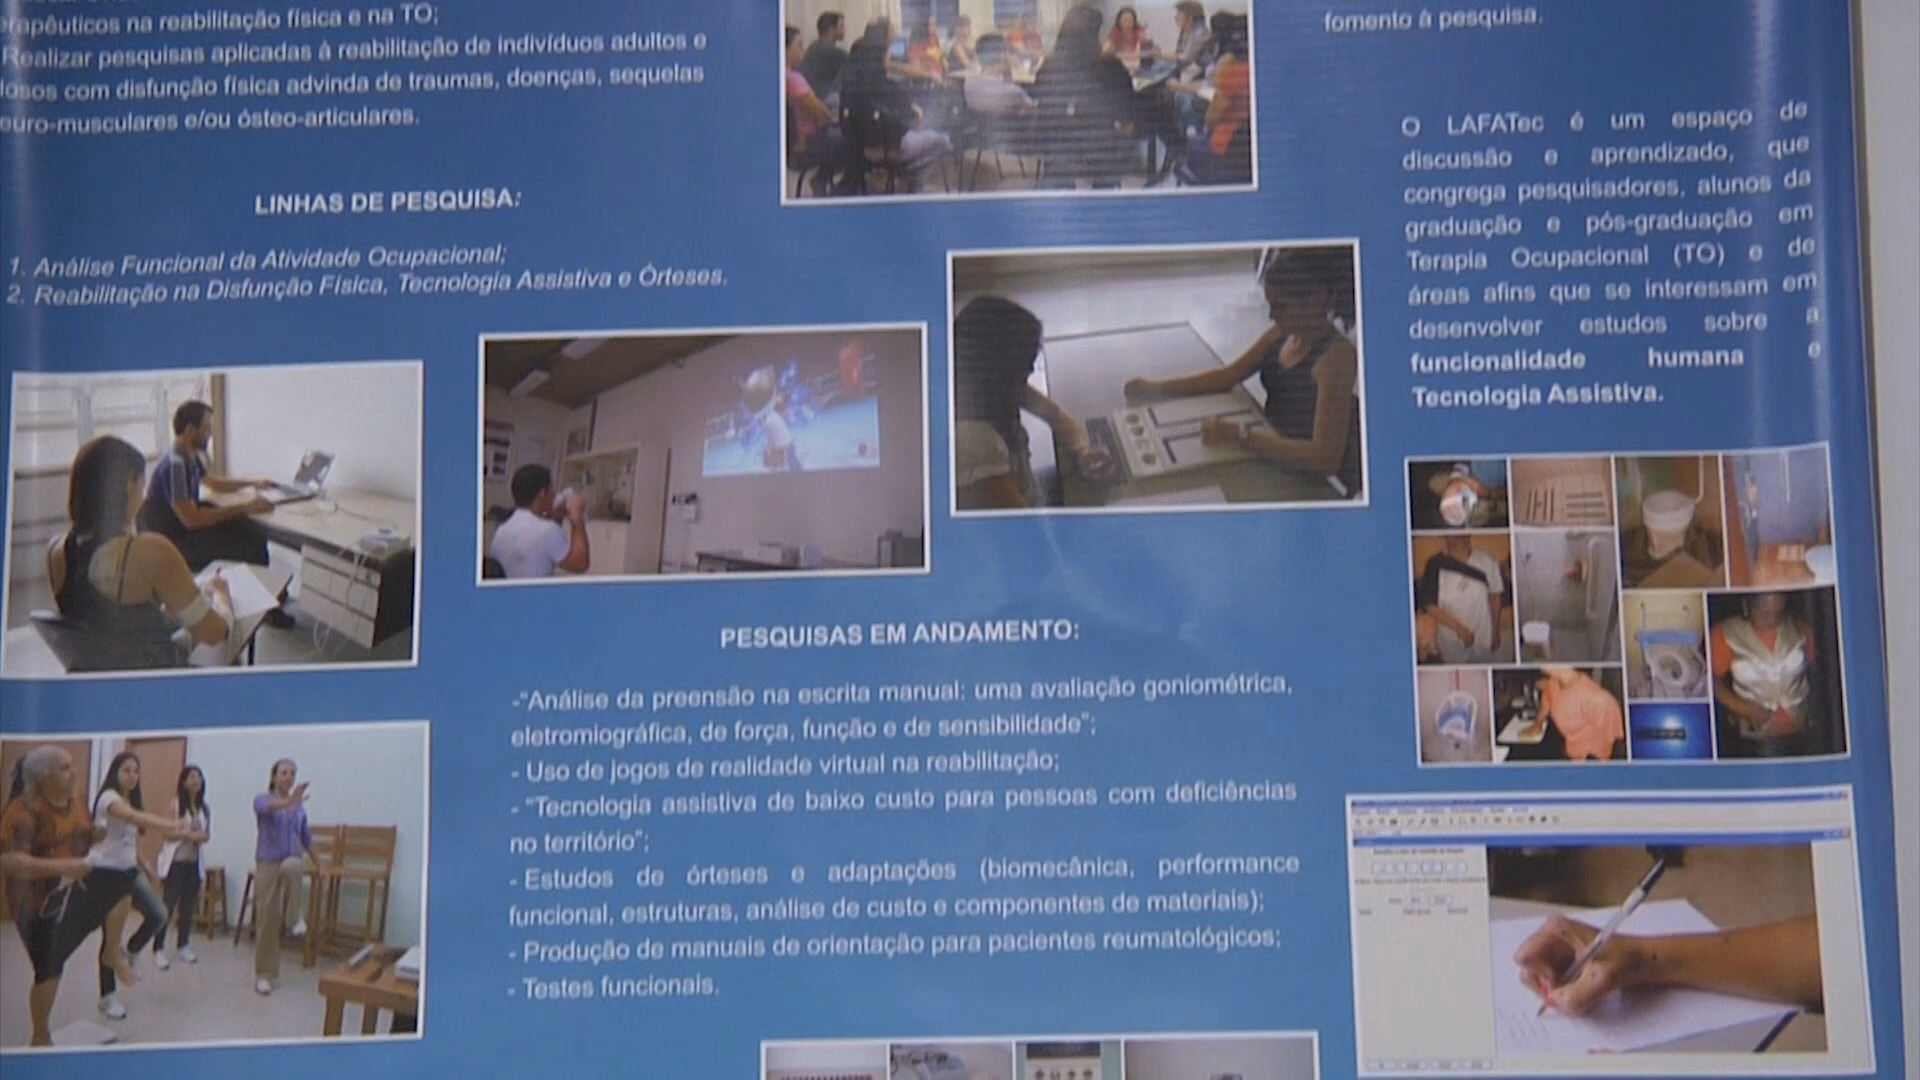 na reabilitação física e na TO;
Realizar pesquisas aplicadas à reabilitação de indivíduos adultos e
com disfunção física advinda de traumas, doenças, sequelas
e/ou ósteo-articulares.
LINHAS DE PESQUISA:
1. Análise Funcional da Atividade Ocupacional;
2. Reabilitação na Disfunção Física, Tecnologia Assistiva e Órteses.
PESQUISAS EM ANDAMENTO:
-"Análise da preensão na escrita manual: uma avaliação goniométrica,
eletromiográfica, de força, função e de sensibilidade";
- Uso de jogos de realidade virtual na reabilitação;
- "Tecnologia assistiva de baixo custo para pessoas com deficiências
no território";
- Estudos de órteses e adaptações (biomecânica, performance
funcional, estruturas, análise de custo e componentes de materiais);
- Produção de manuais de orientação para pacientes reumatológicos;
- Testes funcionais.
fomento à pesquisa.
O LAFATec é um espaço de
discussão e aprendizado, que
congrega pesquisadores, alunos da
graduação e pós-graduação em
Terapia Ocupacional (TO) e de
áreas afins que se interessam em
desenvolver estudos sobre a
funcionalidade humana e
Tecnologia Assistiva.